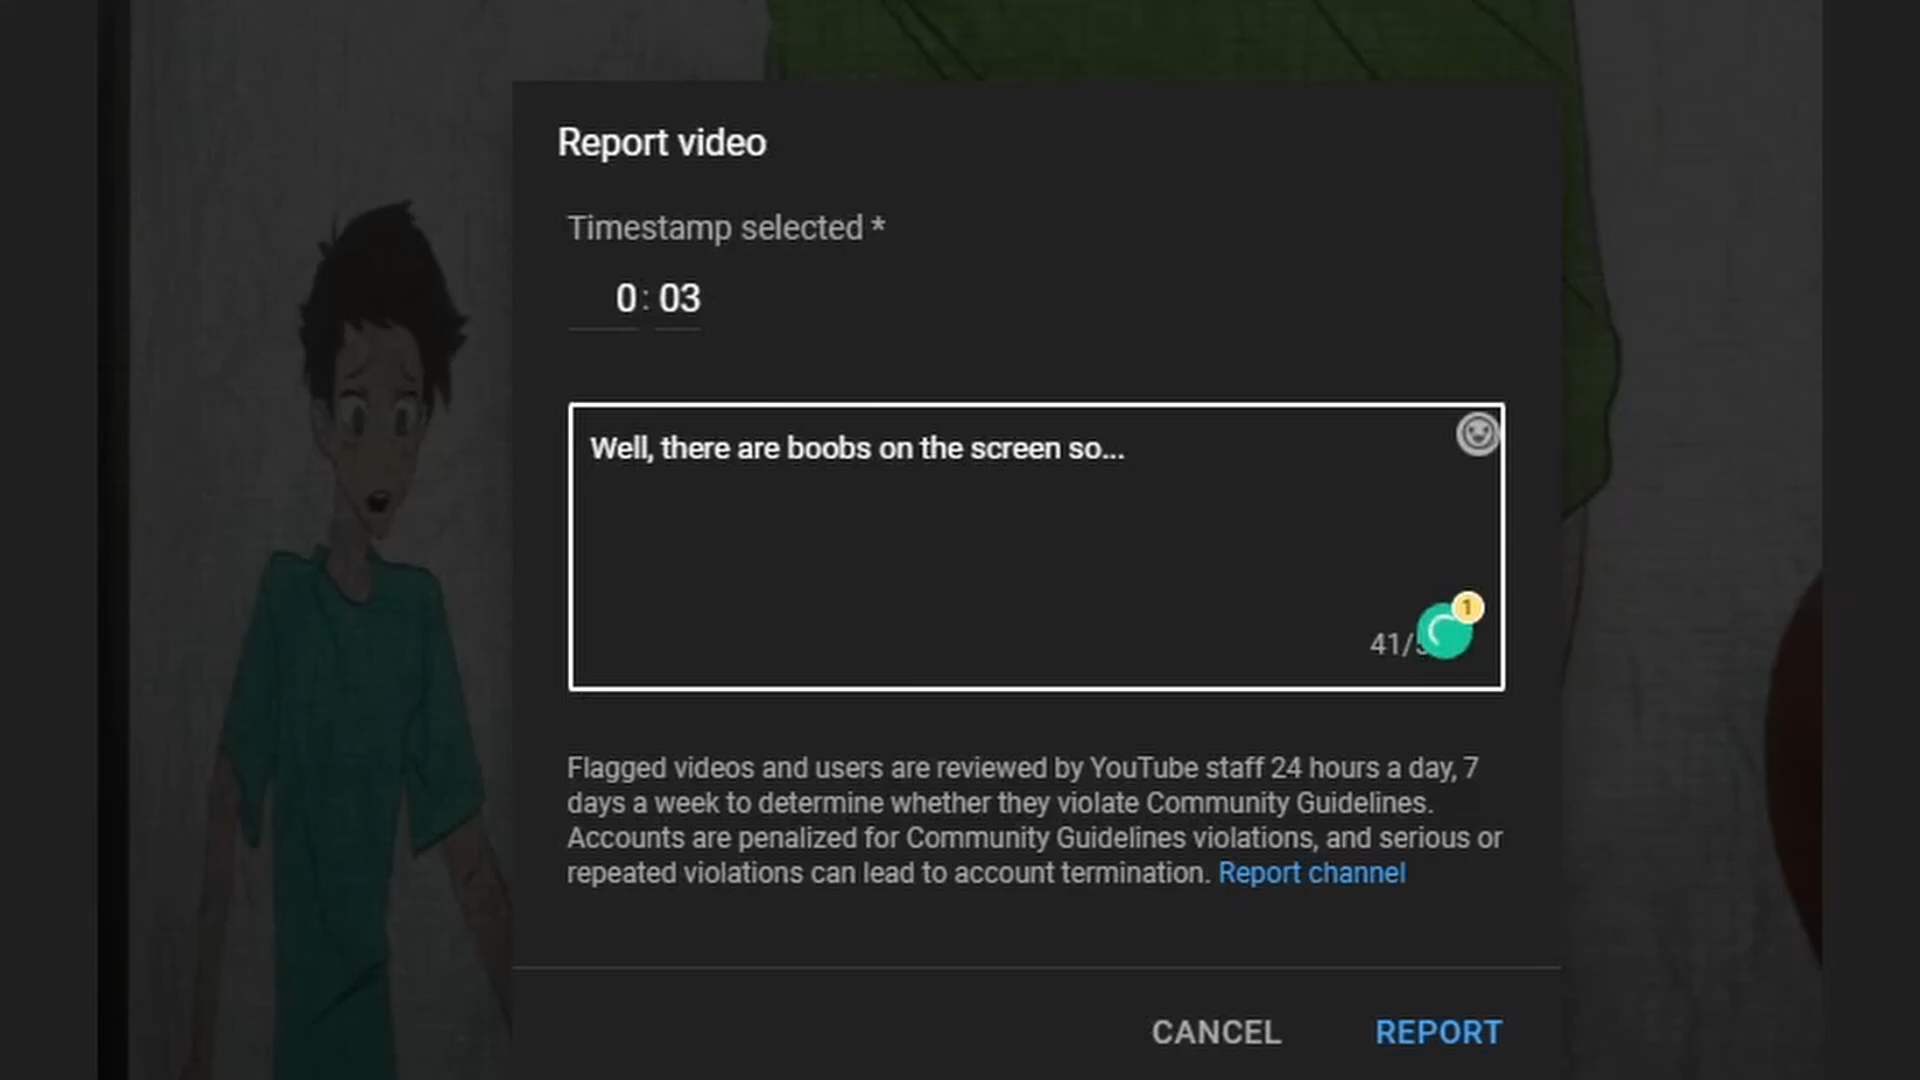 Report video
Timestamp selected *
0 : 03
Well, there are boobs on the screen so...
1
41/
Flagged videos and users are reviewed by YouTube staff 24 hours a day, 7
days a week to determine whether they violate Community Guidelines.
Accounts are penalized for Community Guidelines violations, and serious or
repeated violations can lead to account termination. Report channel
CANCEL
REPORT